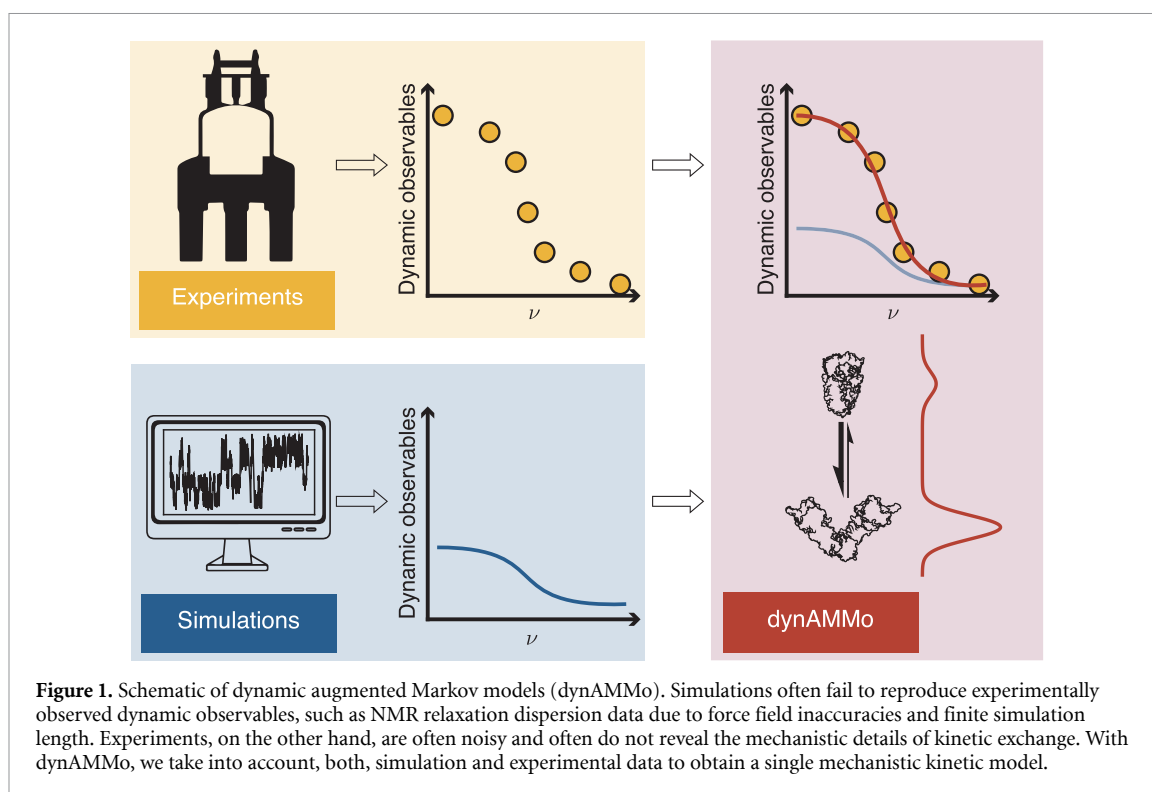 Dynamic observables
ν
Experiments
Dynamic observables
ν
Dynamic observables
ν
Simulations
dynAMMo
Figure 1. Schematic of dynamic augmented Markov models (dynAMMo). Simulations often fail to reproduce experimentally
observed dynamic observables, such as NMR relaxation dispersion data due to force field inaccuracies and finite simulation
length. Experiments, on the other hand, are often noisy and often do not reveal the mechanistic details of kinetic exchange. With
dynAMMo, we take into account, both, simulation and experimental data to obtain a single mechanistic kinetic model.